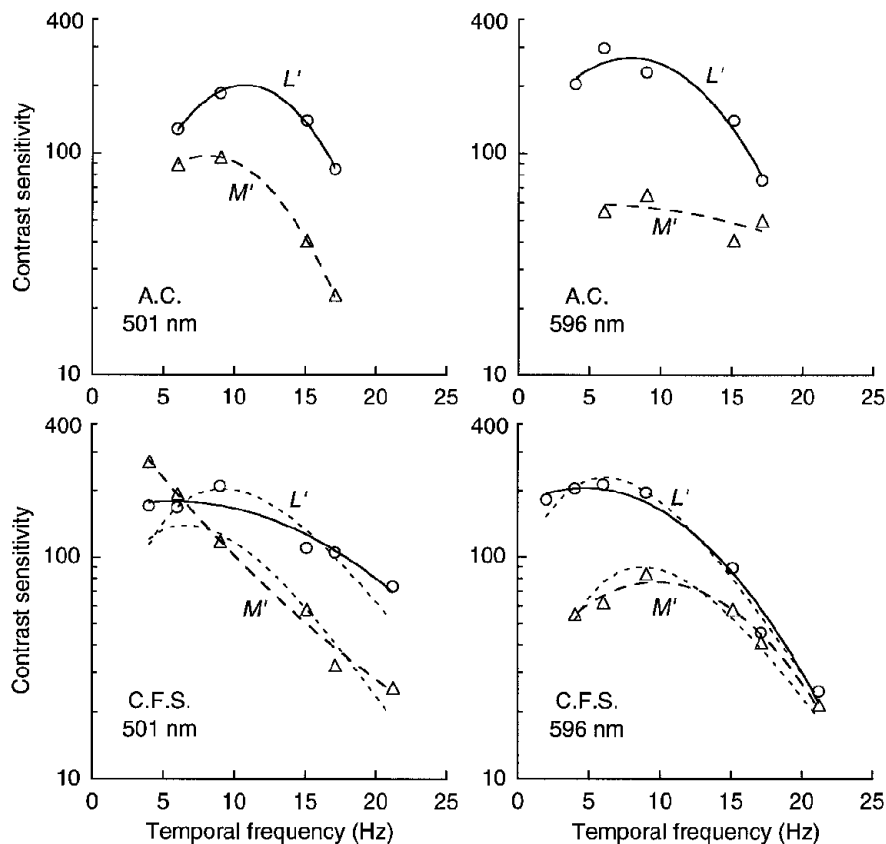 400
100
10
Contrast sensitivity
L'
M'
A.C.
501 nm
0 5 10 15 20 25
400
100
10
L'
M'
A.C.
596 nm
0 5 10 15 20 25
400
100
10
Contrast sensitivity
L'
M'
C.F.S.
501 nm
0 5 10 15 20 25
Temporal frequency (Hz)
400
100
10
L'
M'
C.F.S.
596 nm
0 5 10 15 20 25
Temporal frequency (Hz)